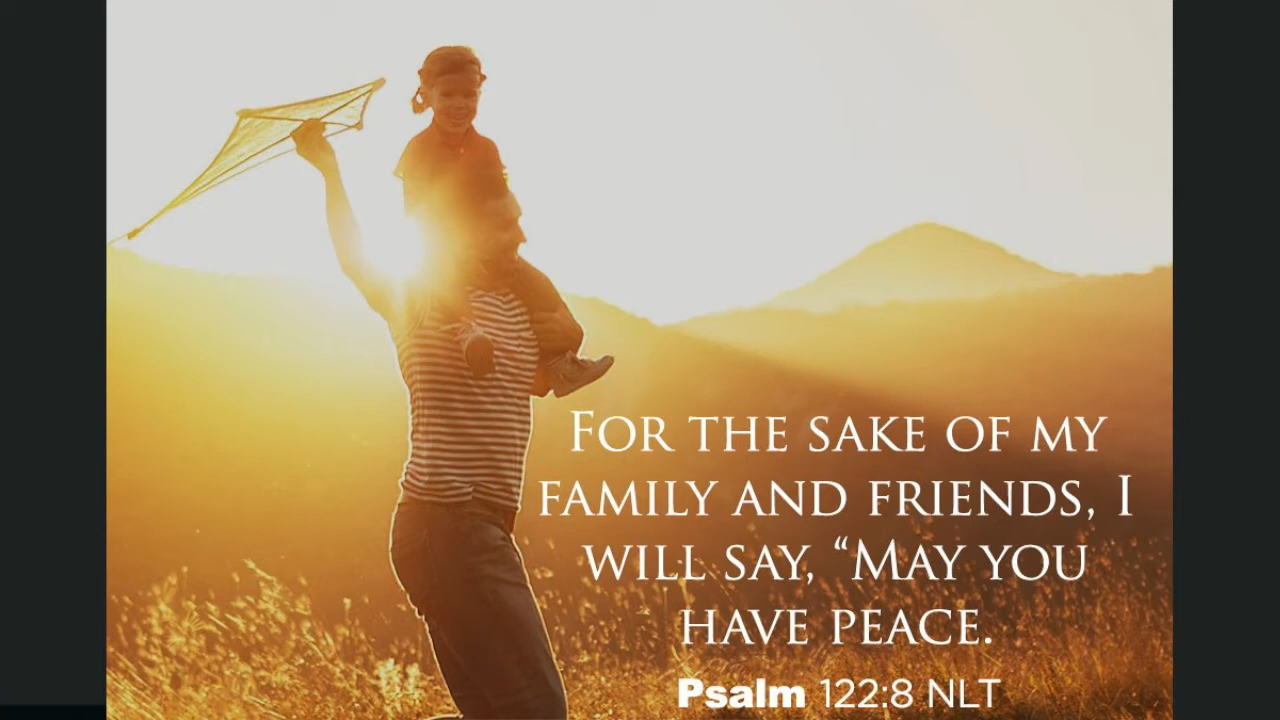 For the sake of my
family and friends, I
will say, “May you
have peace.
Psalm 122:8 NLT